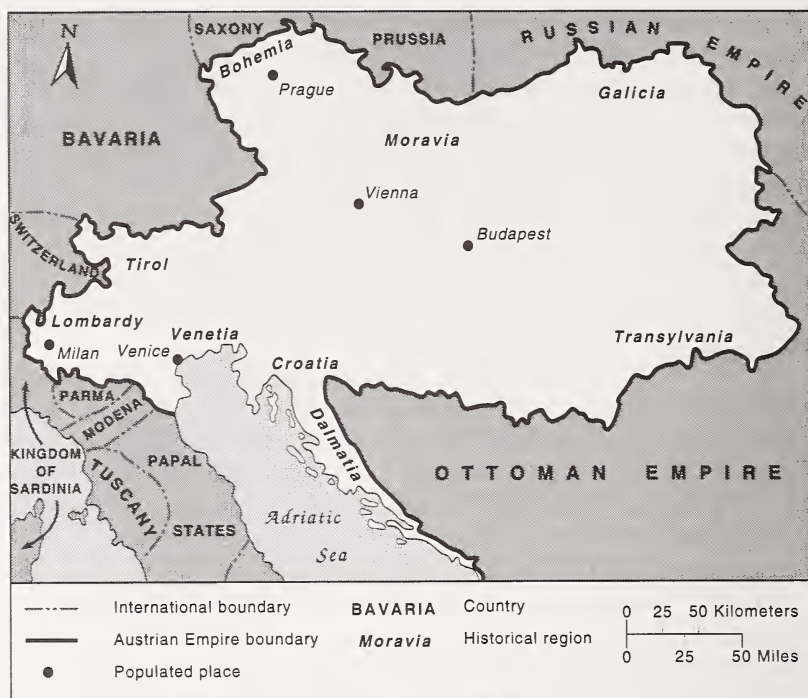 N
SAXONY
PRUSSIA
RUSSIAN EMPIRE
Bohemia
Prague
Galicia
BAVARIA
Moravia
Vienna
Budapest
SWITZERLAND
Tirol
Lombardy
Milan
Venice
Venetia
Croatia
Transylvania
PARMA
MODENA
Dalmatia
KINGDOM
OF
SARDINIA
TUSCANY
PAPAL
STATES
OTTOMAN EMPIRE
Adriatic
Sea
International boundary
BAVARIA Country
0 25 50 Kilometers
Austrian Empire boundary
Moravia Historical region
0 25 50 Miles
Populated place